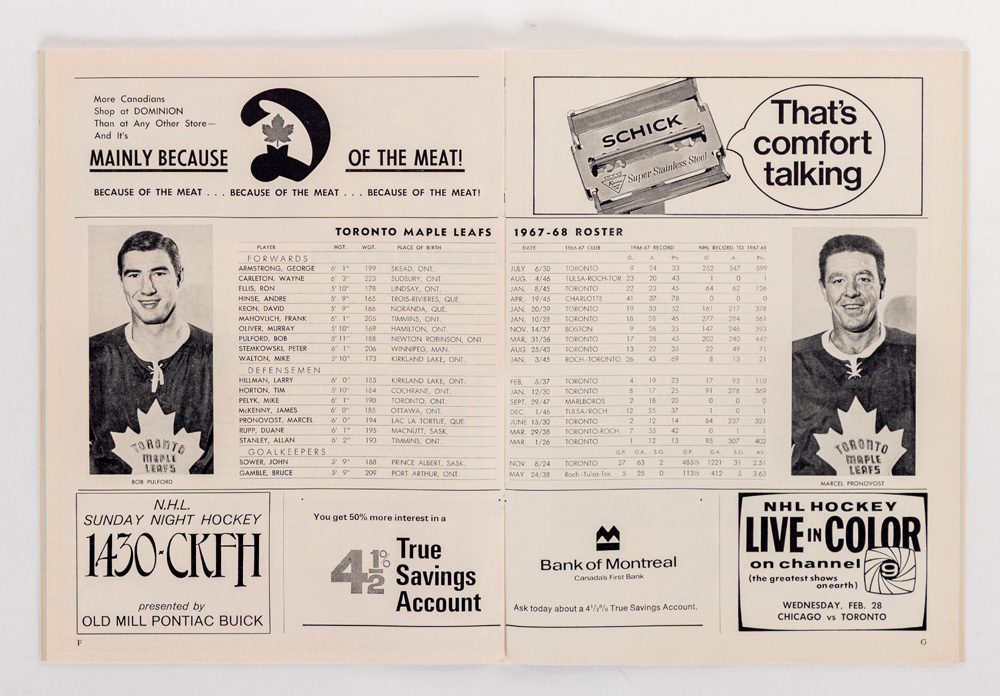 More Canadians
Shop at DOMINION
Than at Any Other Store—
And It's
MAINLY BECAUSE OF THE MEAT!
BECAUSE OF THE MEAT . . . BECAUSE OF THE MEAT . . . BECAUSE OF THE MEAT!
SCHICK
Super Stainless Steel
That's
comfort
talking
TORONTO MAPLE LEAFS 1967-68 ROSTER
PLAYER HGT. WGT. PLACE OF BIRTH DATE 1966-67 CLUB 1966-67 RECORD NHL RECORD TO 1967-68
G. A. Pts. G. A. Pts.
FORWARDS
ARMSTRONG, GEORGE 6' 1" 199 SKEAD, ONT. JULY 6/30 TORONTO 9 24 33 252 347 599
CARLETON, WAYNE 6' 3" 225 SUDBURY, ONT. AUG. 4/46 TULSA-ROCH-TOR 23 20 43 1 0 1
ELLIS, RON 5' 10" 178 LINDSAY, ONT. JAN. 8/45 TORONTO 22 23 45 64 62 126
HINSE, ANDRE 5' 9" 165 TROIS-RIVIERES, QUE. APR. 19/45 CHARLOTTE 41 37 78 0 0 0
KEON, DAVID 5' 9" 166 NORANDA, QUE. JAN. 20/39 TORONTO 19 33 52 161 217 378
MAHOVLICH, FRANK 6' 1" 205 TIMMINS, ONT. JAN. 10/38 TORONTO 18 28 46 277 284 561
OLIVER, MURRAY 5' 10" 169 HAMILTON, ONT. NOV. 14/37 BOSTON 9 26 35 147 246 393
PULFORD, BOB 5' 11" 188 NEWTON ROBINSON, ONT. MAR. 31/36 TORONTO 17 28 45 202 240 442
STEMKOWSKI, PETER 6' 1" 206 WINNIPEG, MAN. AUG. 25/43 TORONTO 13 22 35 22 49 71
WALTON, MIKE 5' 10" 173 KIRKLAND LAKE, ONT. JAN. 3/45 ROCH.-TORONTO 26 43 69 8 13 21
DEFENSEMEN
HILLMAN, LARRY 6' 0" 185 KIRKLAND LAKE, ONT. FEB. 5/37 TORONTO 4 19 23 17 93 110
HORTON, TIM 5' 10" 184 COCHRANE, ONT. JAN. 12/30 TORONTO 8 17 25 91 278 369
PELYK, MIKE 6' 1" 190 TORONTO, ONT. SEPT. 29/47 MARLBOROS 2 18 20 0 0 0
McKENNY, JAMES 6' 0" 185 OTTAWA, ONT. DEC. 1/46 TULSA/ROCH 12 25 37 1 0 1
PRONOVOST, MARCEL 6' 0" 194 LAC LA TORTUE, QUE. JUNE 15/30 TORONTO 2 12 14 84 237 321
RUPP, DUANE 6' 1" 195 MACNUTT, SASK. MAR. 29/38 TORONTO-ROCH 7 35 42 0 1 1
STANLEY, ALLAN 6' 2" 193 TIMMINS, ONT. MAR. 1/26 TORONTO 1 12 13 95 307 402
GOALKEEPERS G.P. G.A. S.O. G.P. G.A. S.O. AV.
BOWER, JOHN 5' 9" 188 PRINCE ALBERT, SASK. NOV. 8/24 TORONTO 27 63 2 485⅓ 1221 31 2.51
GAMBLE, BRUCE 5' 9" 209 PORT ARTHUR, ONT. MAY 24/38 Roch.-Tulsa-Tor. 5 25 0 113⅓ 412 5 3.63
TORONTO
MAPLE
LEAFS
BOB PULFORD
TORONTO
MAPLE
LEAFS
MARCEL PRONOVOST
N.H.L.
SUNDAY NIGHT HOCKEY
1430-CKFH
presented by
OLD MILL PONTIAC BUICK
You get 50% more interest in a
4½% True
Savings
Account
Bank of Montreal
Canada's First Bank
Ask today about a 4½% True Savings Account.
NHL HOCKEY
LIVE IN COLOR
on channel 9
(the greatest shows
on earth)
WEDNESDAY, FEB. 28
CHICAGO vs TORONTO
F
G